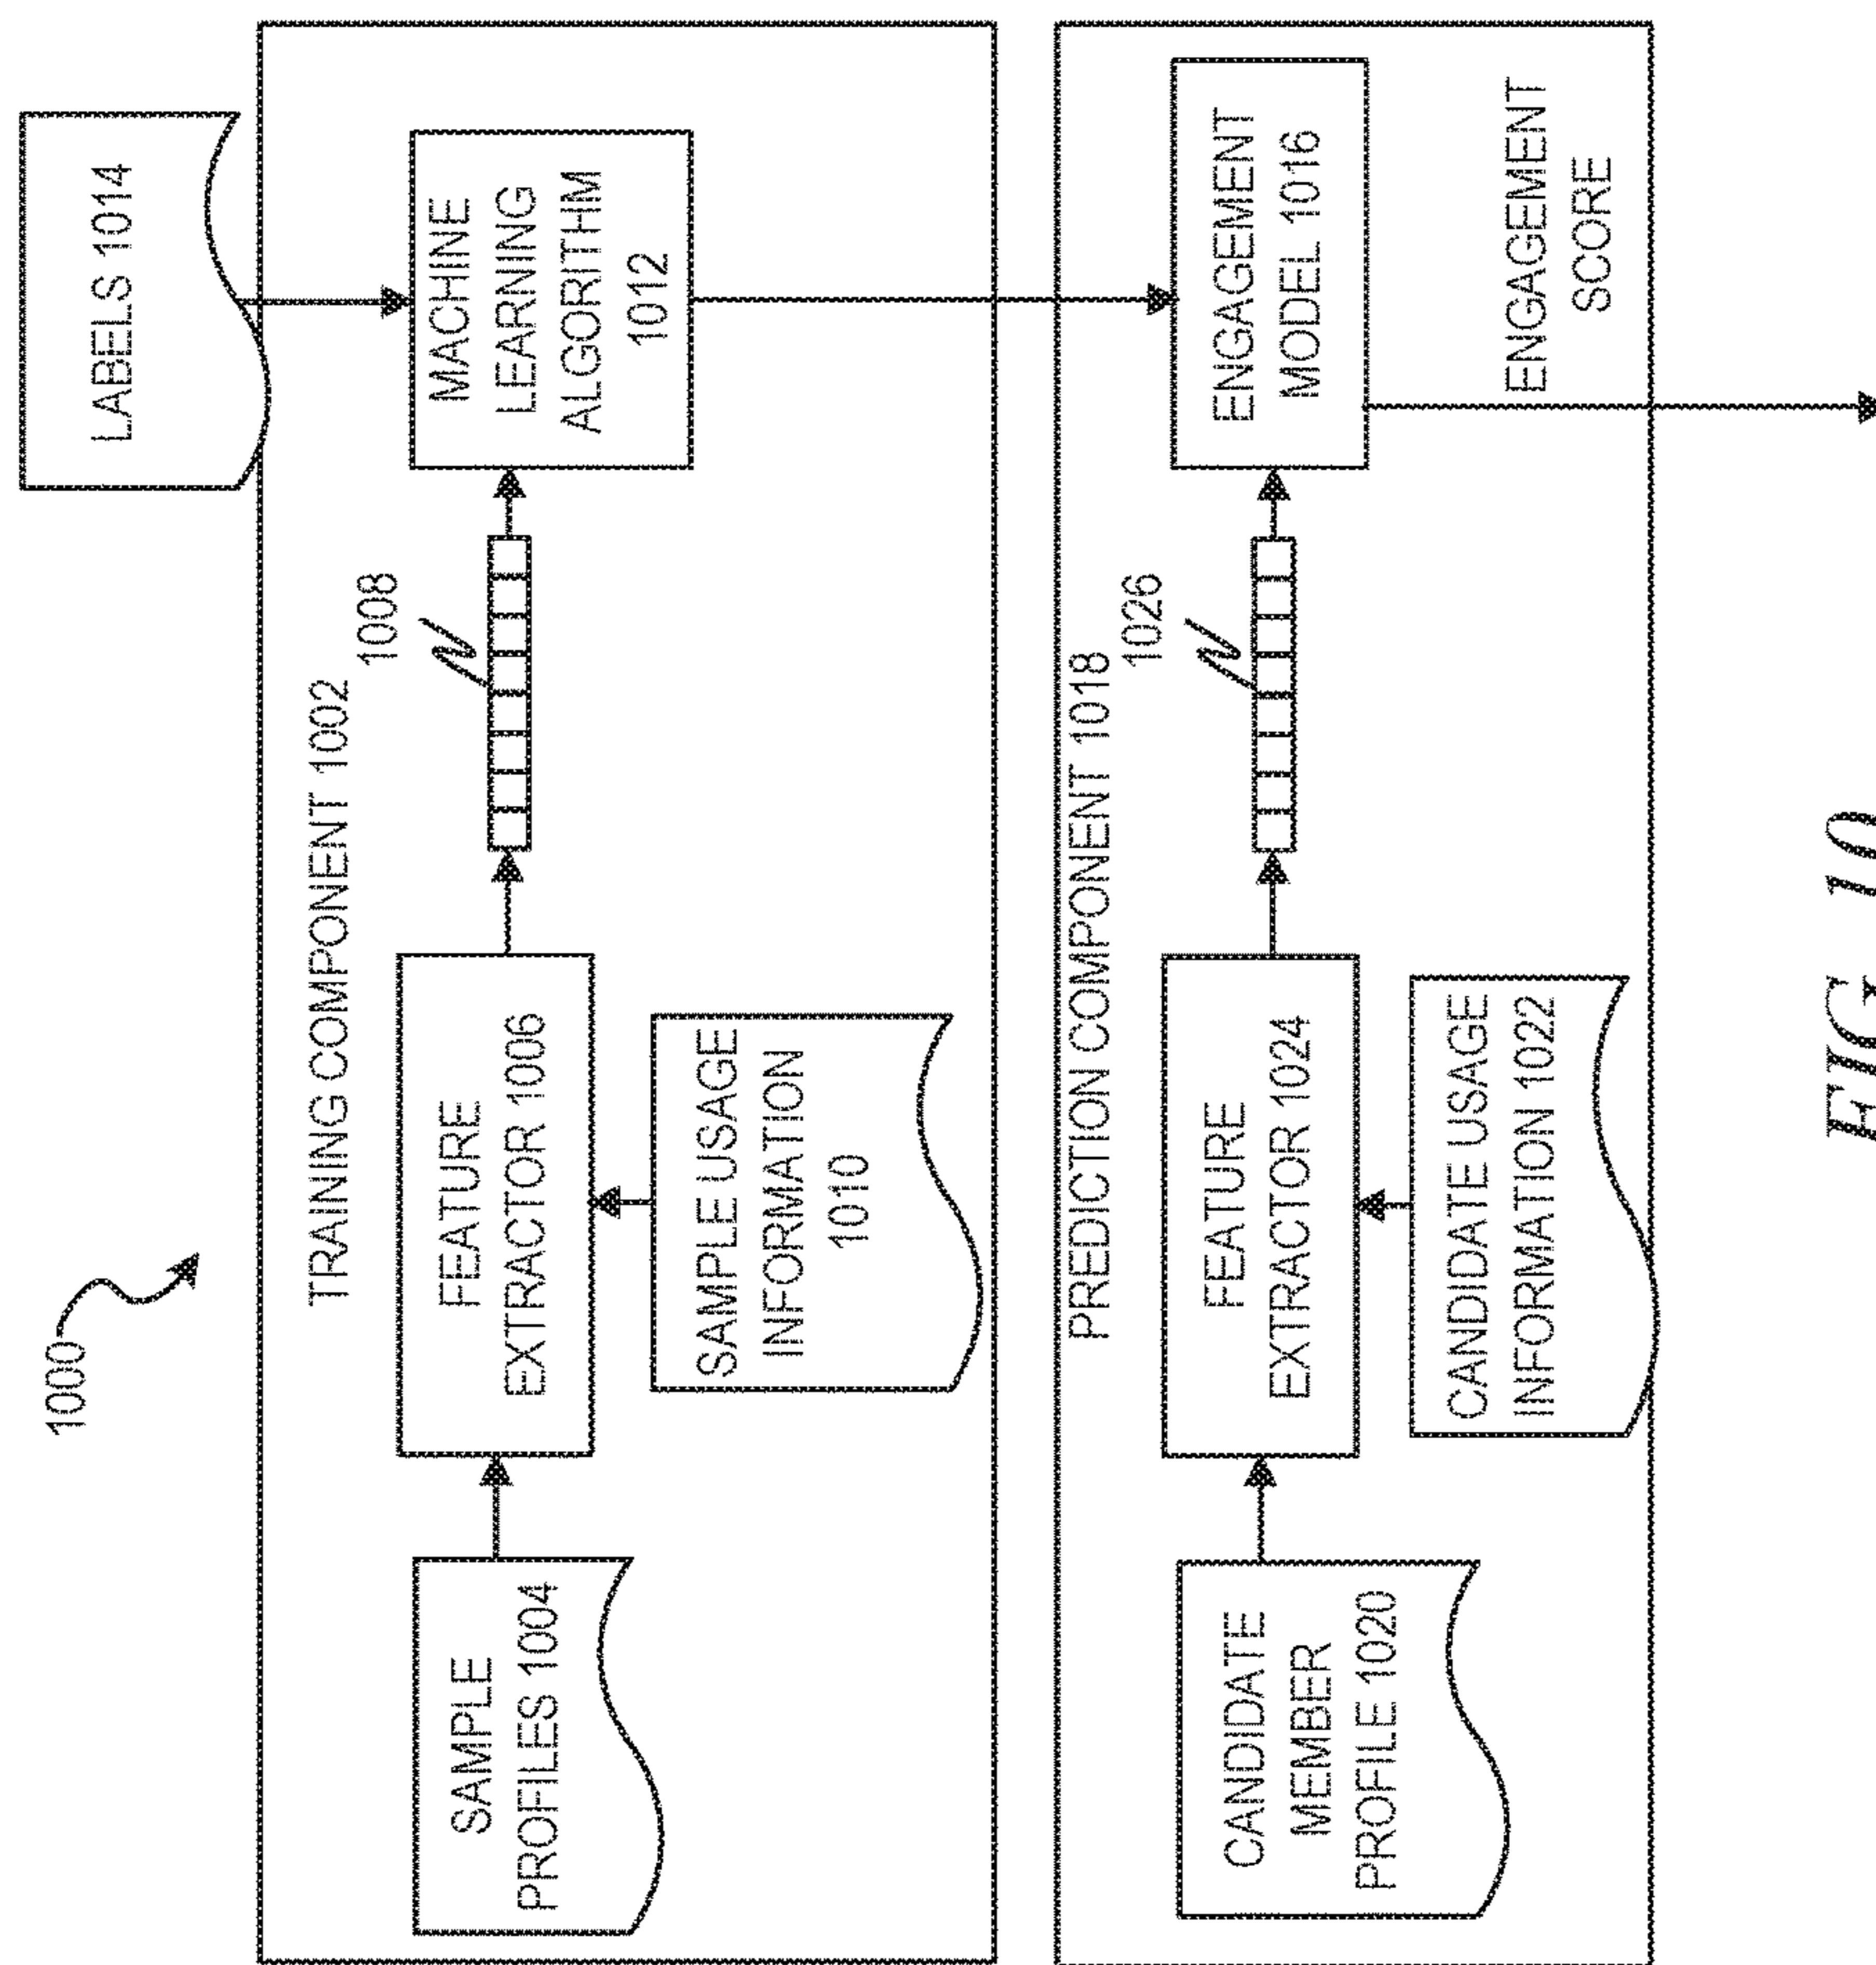 1000
LABELS 1014
TRAINING COMPONENT 1002
1008
SAMPLE
PROFILES 1004
FEATURE
EXTRACTOR 1006
MACHINE
LEARNING
ALGORITHM
1012
SAMPLE USAGE
INFORMATION
1010
PREDICTION COMPONENT 1018
1026
CANDIDATE
MEMBER
PROFILE 1020
FEATURE
EXTRACTOR 1024
ENGAGEMENT
MODEL 1016
CANDIDATE USAGE
INFORMATION 1022
ENGAGEMENT
SCORE
FIG. 10